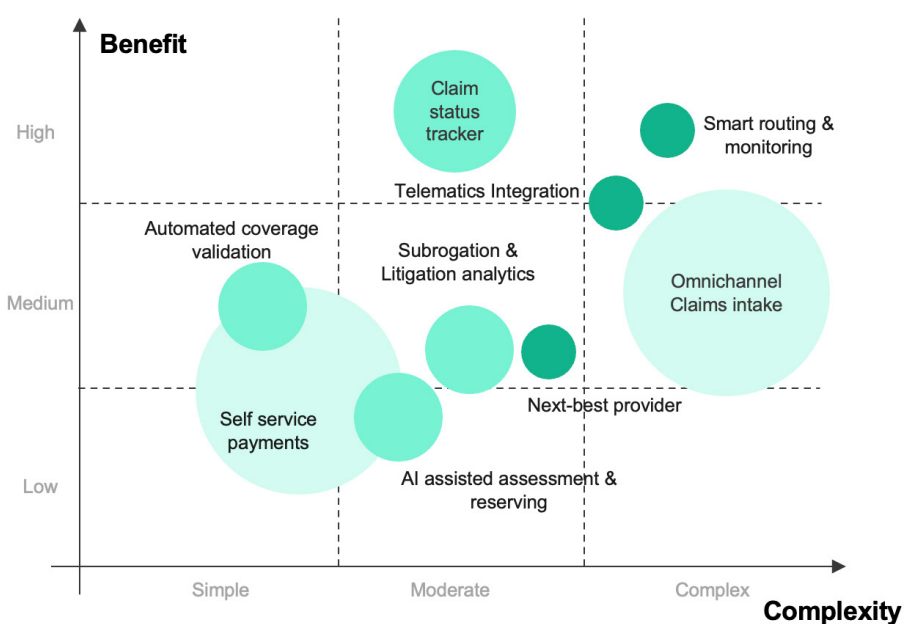 Benefit
High
Claim
status
tracker
Smart routing &
monitoring
Telematics Integration
Automated coverage
validation
Subrogation &
Litigation analytics
Omnichannel
Claims intake
Medium
Next-best provider
Self service
payments
AI assisted assessment &
reserving
Low
Simple
Moderate
Complex
Complexity